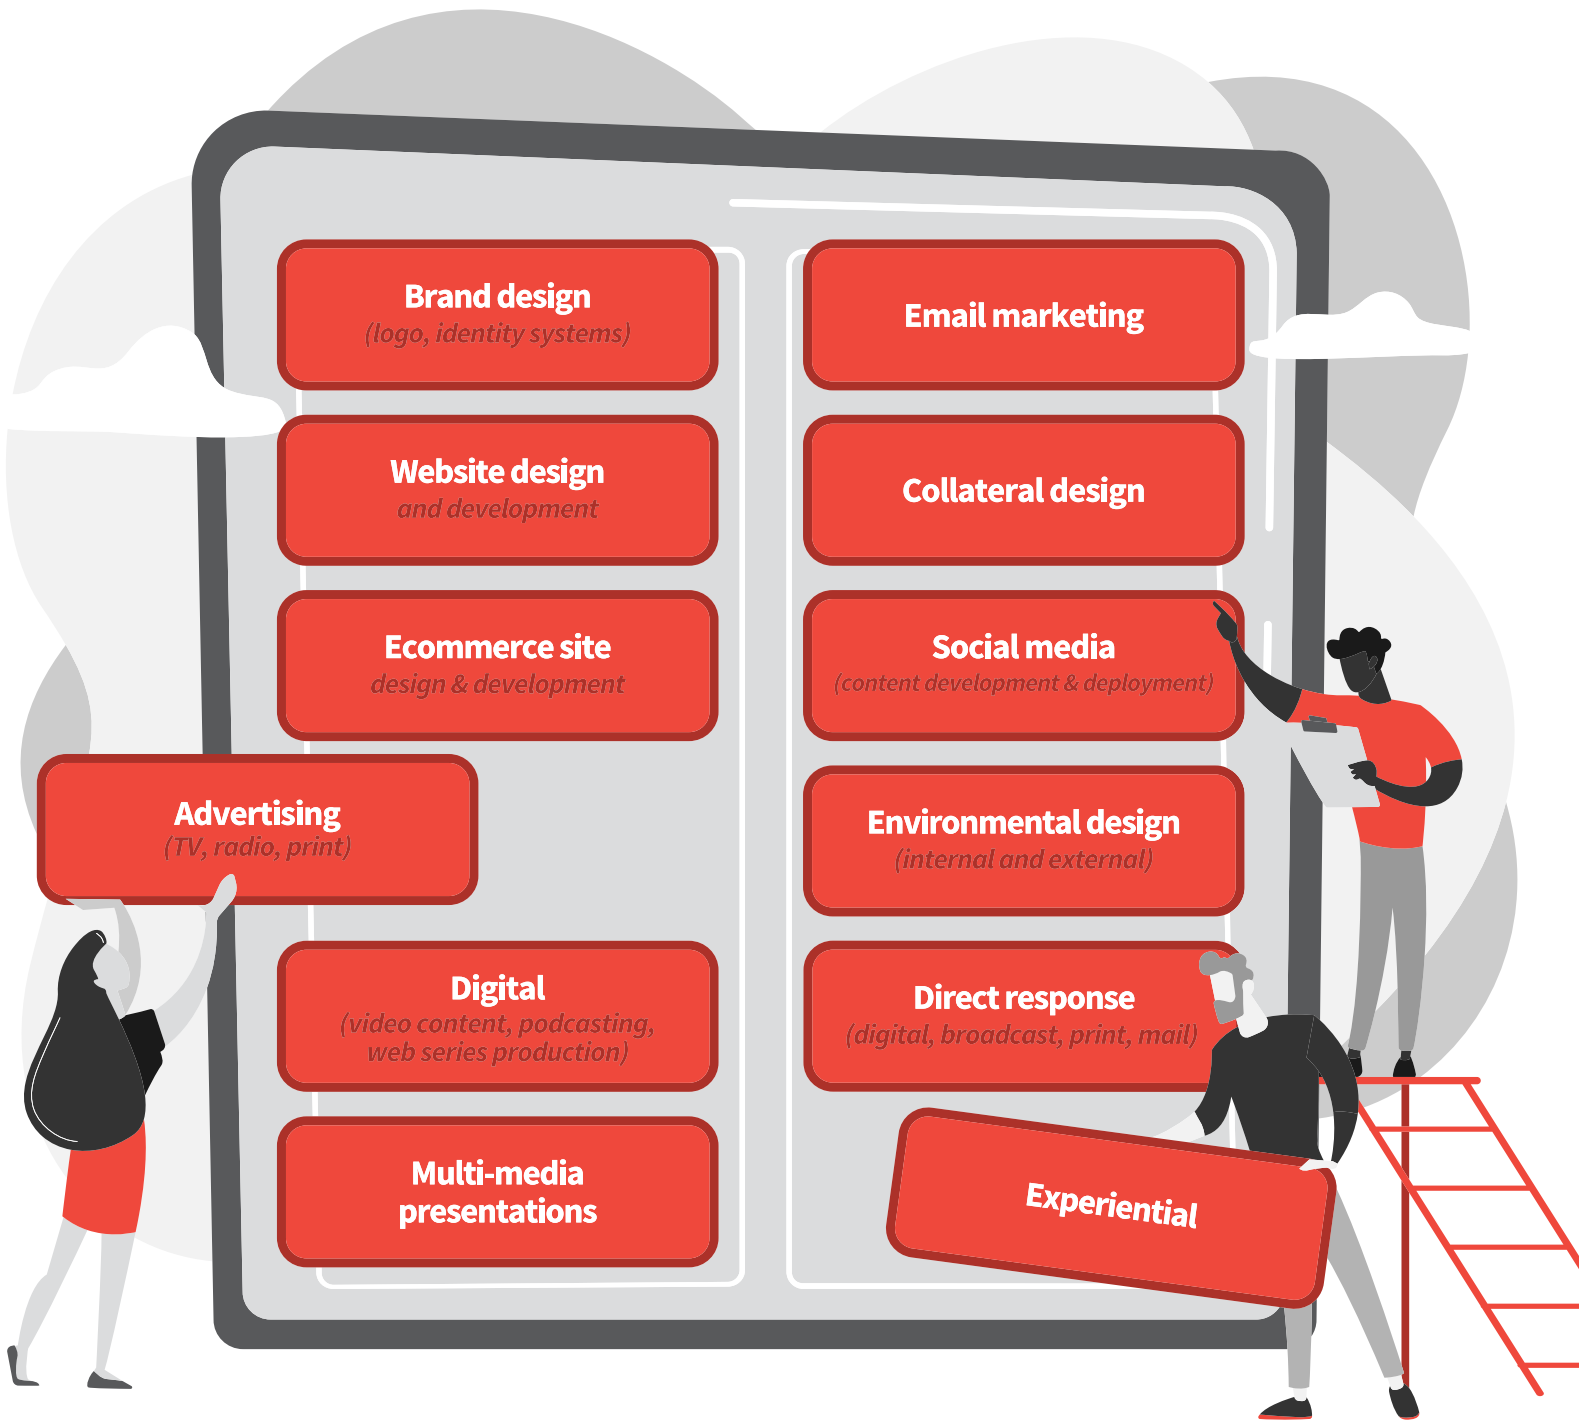 Brand design
(logo, identity systems)
Website design
and development
Ecommerce site
design & development
Advertising
(TV, radio, print)
Digital
(video content, podcasting,
web series production)
Multi-media
presentations
Email marketing
Collateral design
Social media
(content development & deployment)
Environmental design
(internal and external)
Direct response
(digital, broadcast, print, mail)
Experiential